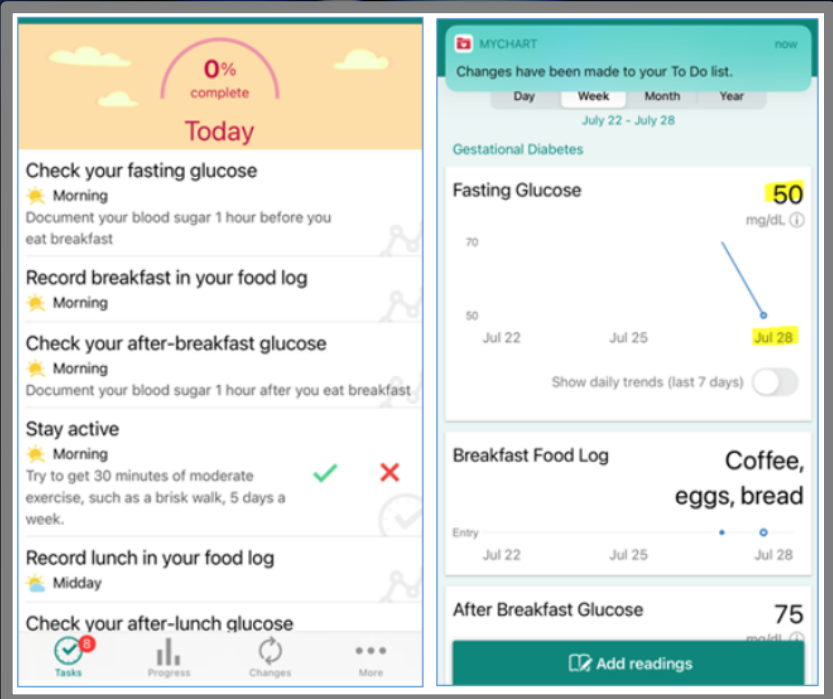 0%
complete
Today
Check your fasting glucose
Morning
Document your blood sugar 1 hour before you
eat breakfast
Record breakfast in your food log
Morning
Check your after-breakfast glucose
Morning
Document your blood sugar 1 hour after you eat breakfast
Stay active
Morning
Try to get 30 minutes of moderate
exercise, such as a brisk walk, 5 days a
week.
Record lunch in your food log
Midday
Check your after-lunch glucose
8
Tasks
Progress
Changes
More
MYCHART
now
Changes have been made to your To Do list.
Day
Week
Month
Year
July 22 - July 28
Gestational Diabetes
Fasting Glucose
50
mg/dL
70
50
Jul 22
Jul 25
Jul 28
Show daily trends (last 7 days)
Breakfast Food Log
Coffee,
eggs, bread
Entry
Jul 22
Jul 25
Jul 28
After Breakfast Glucose
75
mg/dL
Add readings